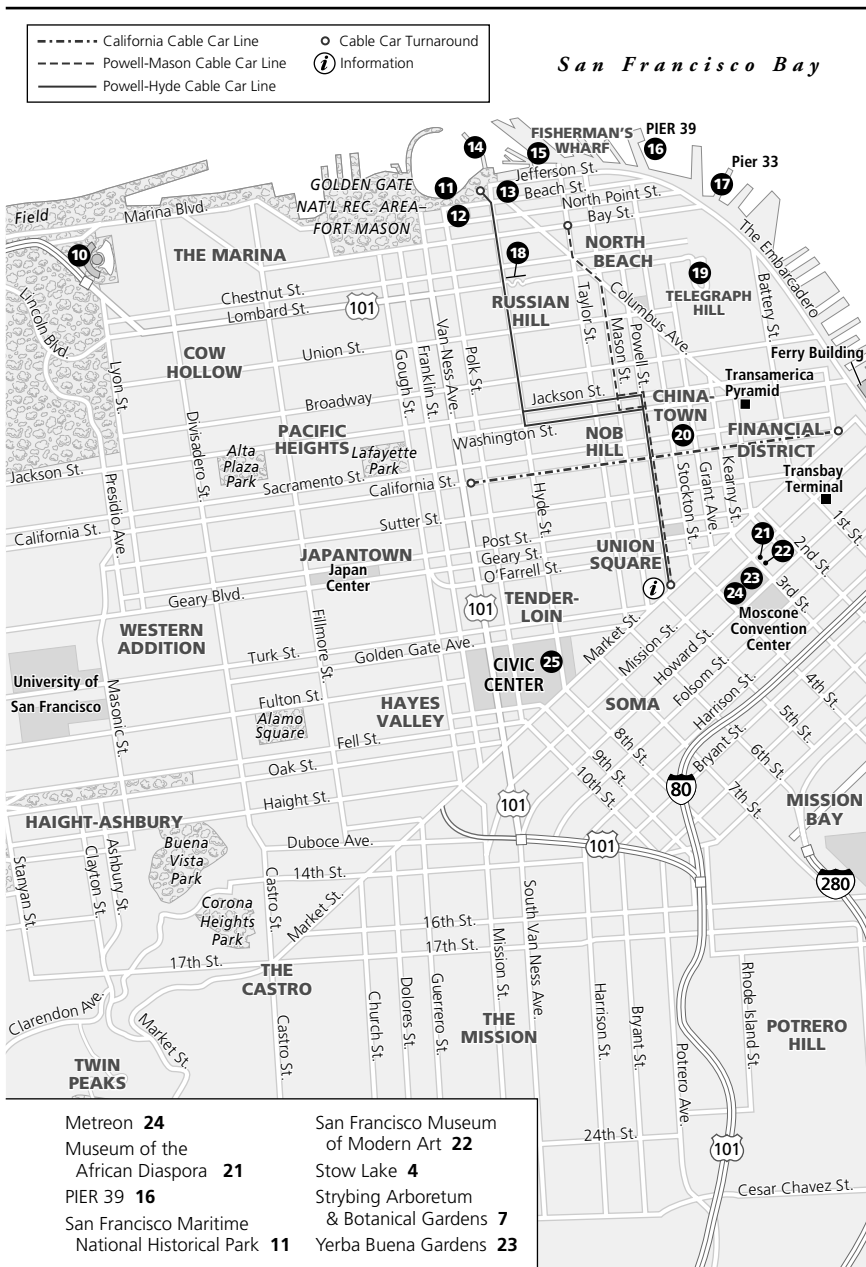 California Cable Car Line
Powell-Mason Cable Car Line
Powell-Hyde Cable Car Line
Cable Car Turnaround
i Information
San Francisco Bay
14
15
FISHERMAN'S
WHARF
PIER 39
16
Pier 33
17
GOLDEN GATE
NAT'L REC. AREA–
FORT MASON
11
12
13
Jefferson St.
Beach St.
North Point St.
Bay St.
The Embarcadero
Field
Marina Blvd.
10
THE MARINA
18
NORTH
BEACH
19
TELEGRAPH
HILL
Battery St.
Lincoln Blvd.
Chestnut St.
Lombard St.
101
RUSSIAN
HILL
Taylor St.
Columbus Ave.
Mason St.
Powell St.
COW
HOLLOW
Union St.
Gough St.
Franklin St.
Van Ness Ave.
Polk St.
Lyon St.
Divisadero St.
Broadway
Jackson St.
Ferry Building
Transamerica
Pyramid
CHINA-
TOWN
20
PACIFIC
HEIGHTS
Washington St.
NOB
HILL
FINANCIAL
DISTRICT
Alta
Plaza
Park
Lafayette
Park
Jackson St.
Sacramento St.
California St.
Presidio Ave.
Hyde St.
Stockton St.
Grant Ave.
Kearny St.
Transbay
Terminal
1st St.
California St.
Sutter St.
Post St.
Geary St.
O'Farrell St.
UNION
SQUARE
21
22
2nd St.
JAPANTOWN
Japan
Center
i
23
24
3rd St.
Moscone
Convention
Center
Geary Blvd.
101
TENDER-
LOIN
WESTERN
ADDITION
Fillmore St.
Turk St.
Golden Gate Ave.
Market St.
Mission St.
Howard St.
Folsom St.
Harrison St.
4th St.
University of
San Francisco
Masonic St.
CIVIC
CENTER
25
Fulton St.
Alamo
Square
HAYES
VALLEY
SOMA
5th St.
Fell St.
8th St.
Bryant St.
6th St.
Oak St.
9th St.
10th St.
80
7th St.
Haight St.
101
MISSION
BAY
HAIGHT-ASHBURY
Duboce Ave.
101
Buena
Vista
Park
Stanyan St.
Clayton St.
Ashbury St.
14th St.
280
Castro St.
Market St.
Corona
Heights
Park
South Van Ness Ave.
16th St.
17th St.
17th St.
THE
CASTRO
Mission St.
Clarendon Ave.
Market St.
Castro St.
Church St.
Dolores St.
Guerrero St.
THE
MISSION
Harrison St.
Bryant St.
Potrero Ave.
Rhode Island St.
POTRERO
HILL
TWIN
PEAKS
24th St.
101
Cesar Chavez St.
Metreon 24
Museum of the
African Diaspora 21
PIER 39 16
San Francisco Maritime
National Historical Park 11
San Francisco Museum
of Modern Art 22
Stow Lake 4
Strybing Arboretum
& Botanical Gardens 7
Yerba Buena Gardens 23